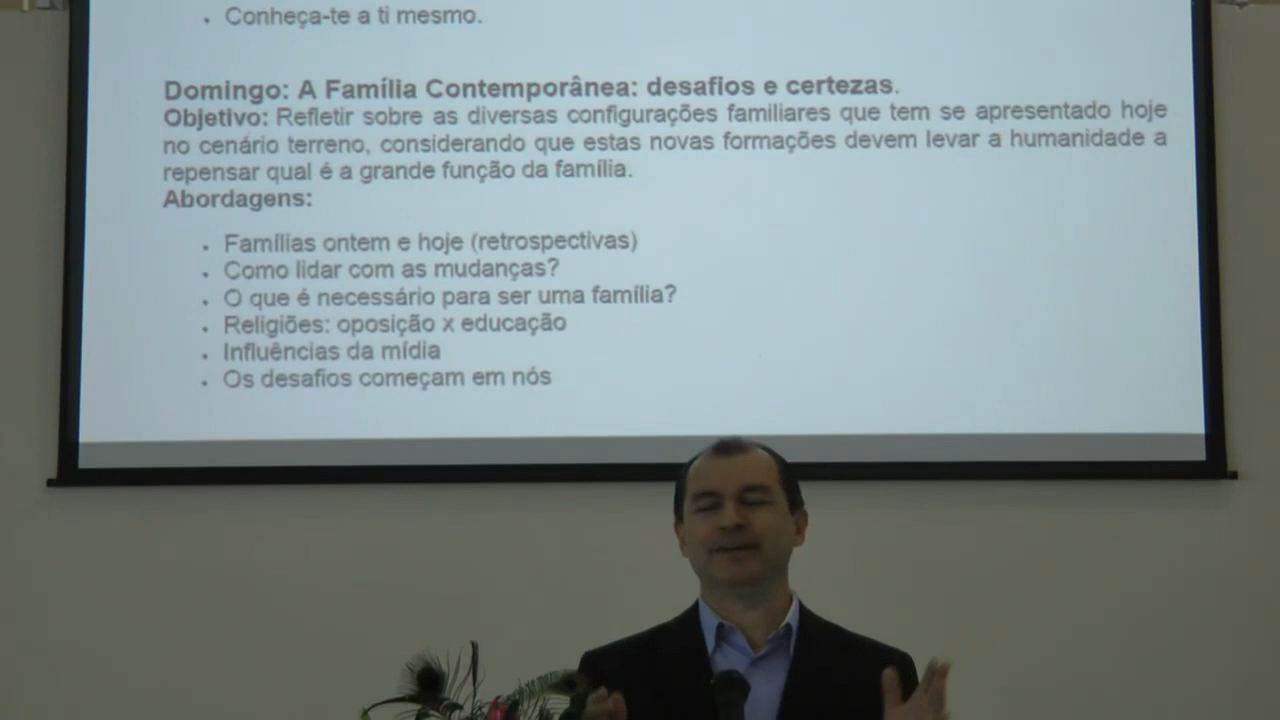 • Conheça-te a ti mesmo.
Domingo: A Família Contemporânea: desafios e certezas.
Objetivo: Refletir sobre as diversas configurações familiares que tem se apresentado hoje
no cenário terreno, considerando que estas novas formações devem levar a humanidade a
repensar qual é a grande função da família.
Abordagens:
• Famílias ontem e hoje (retrospectivas)
• Como lidar com as mudanças?
• O que é necessário para ser uma família?
• Religiões: oposição x educação
• Influências da mídia
• Os desafios começam em nós